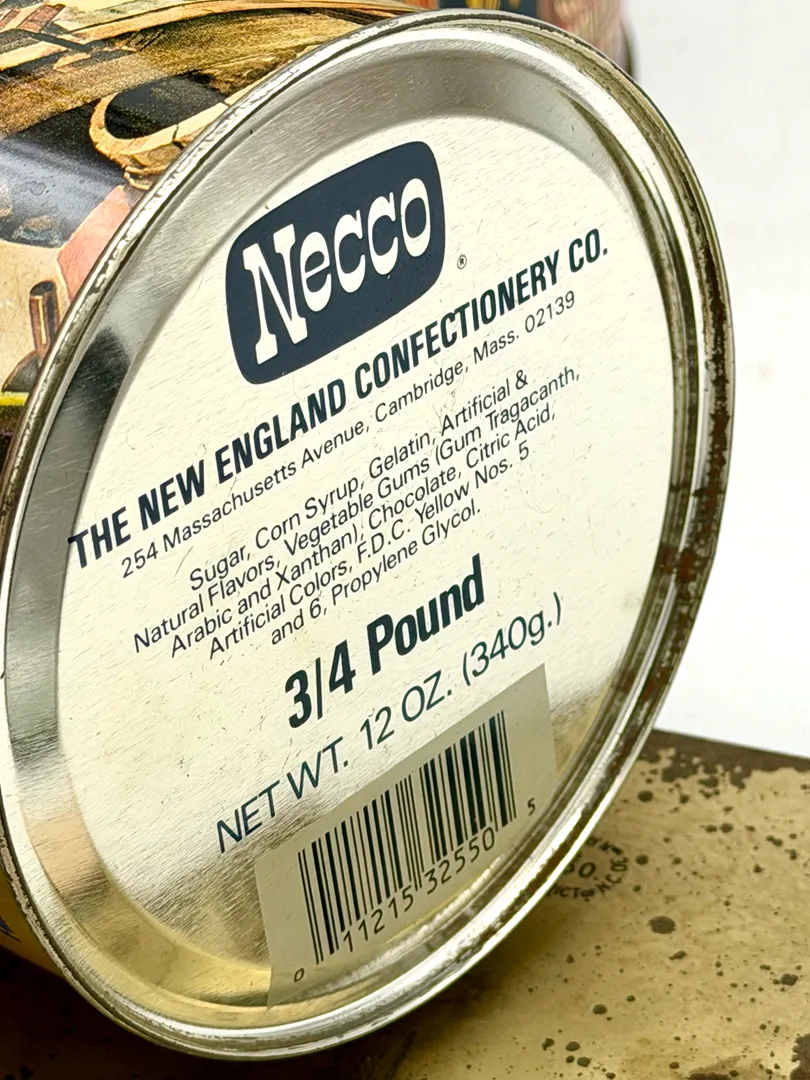 Necco
®
THE NEW ENGLAND CONFECTIONERY CO.
254 Massachusetts Avenue, Cambridge, Mass. 02139
Sugar, Corn Syrup, Gelatin, Artificial &
Natural Flavors, Vegetable Gums (Gum Tragacanth,
Arabic and Xanthan), Chocolate, Citric Acid,
Artificial Colors, F.D.C. Yellow Nos. 5
and 6, Propylene Glycol.
3/4 Pound
NET WT. 12 OZ. (340g.)
0 11215 32550 5
CO.